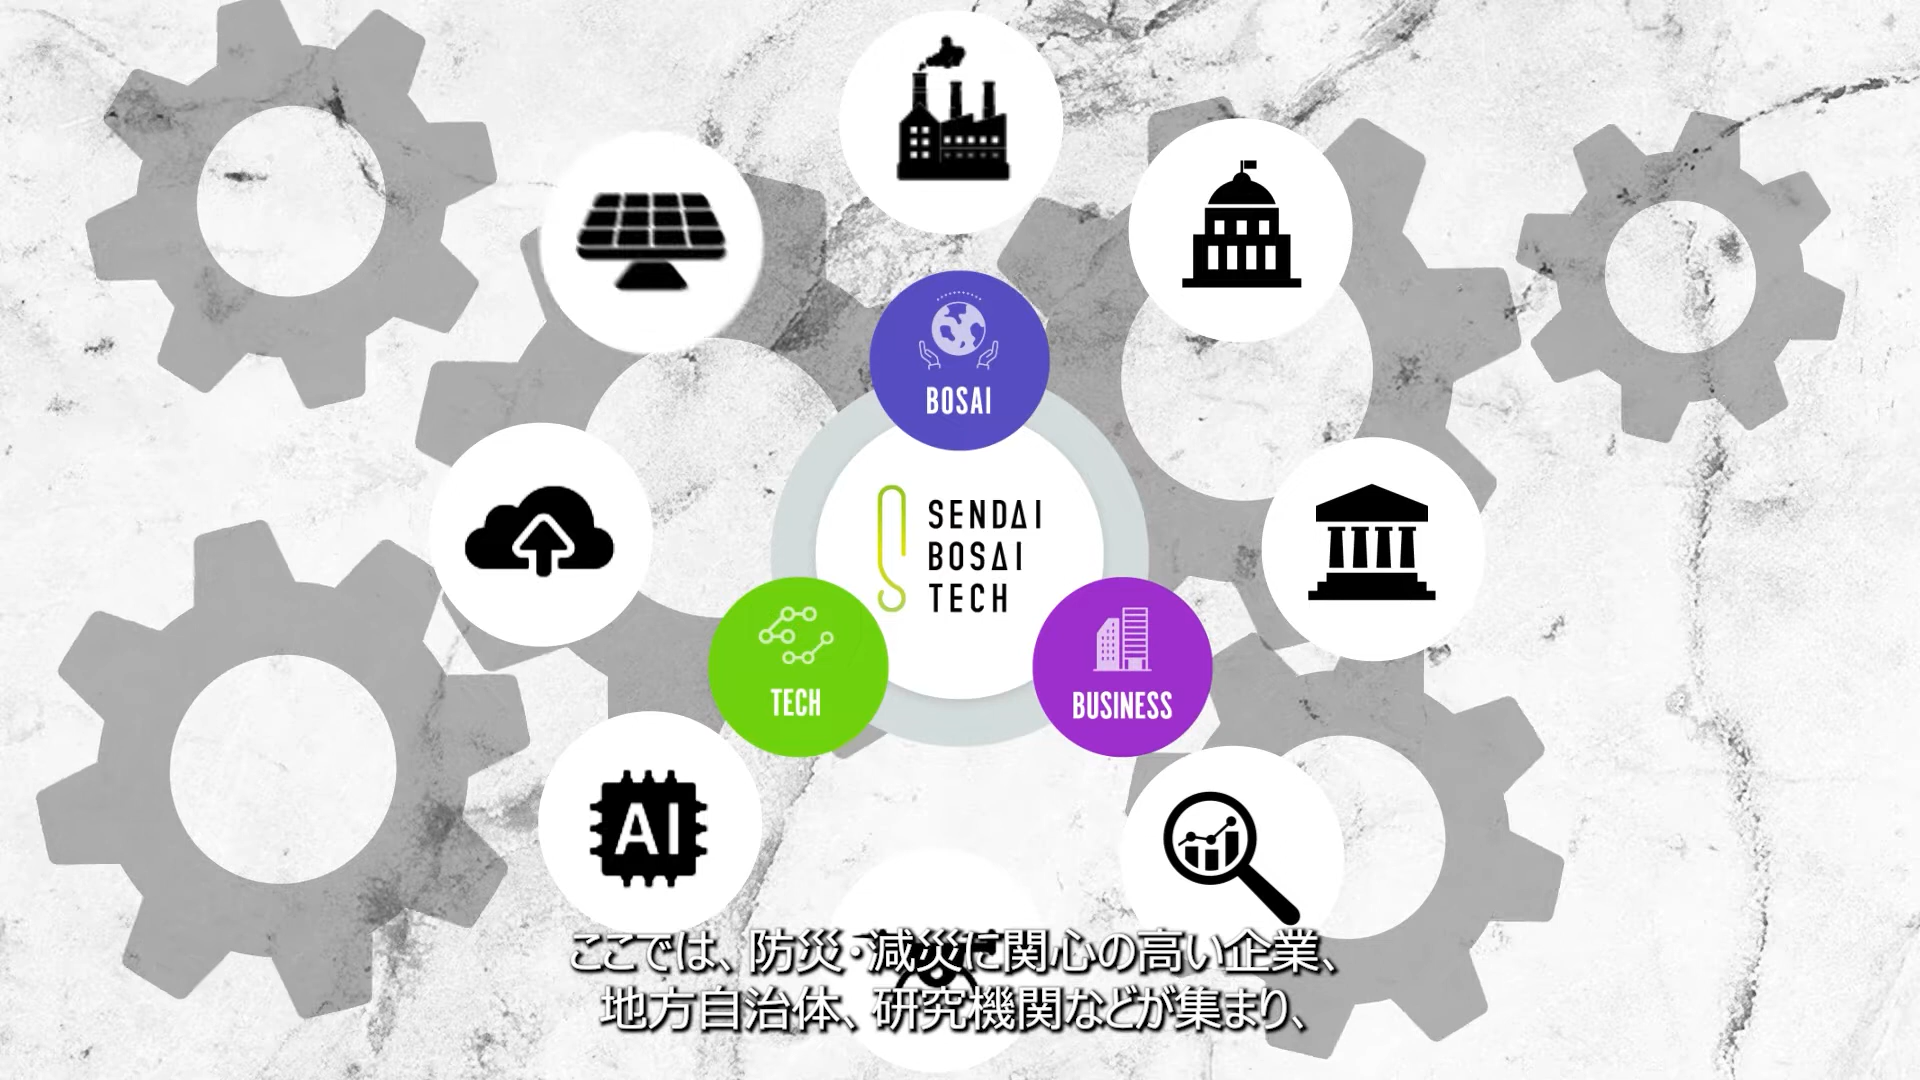 BOSAI
SENDAI
BOSAI
TECH
TECH
BUSINESS
AI
ここでは、防災・減災に関心の高い企業、
地方自治体、研究機関などが集まり、